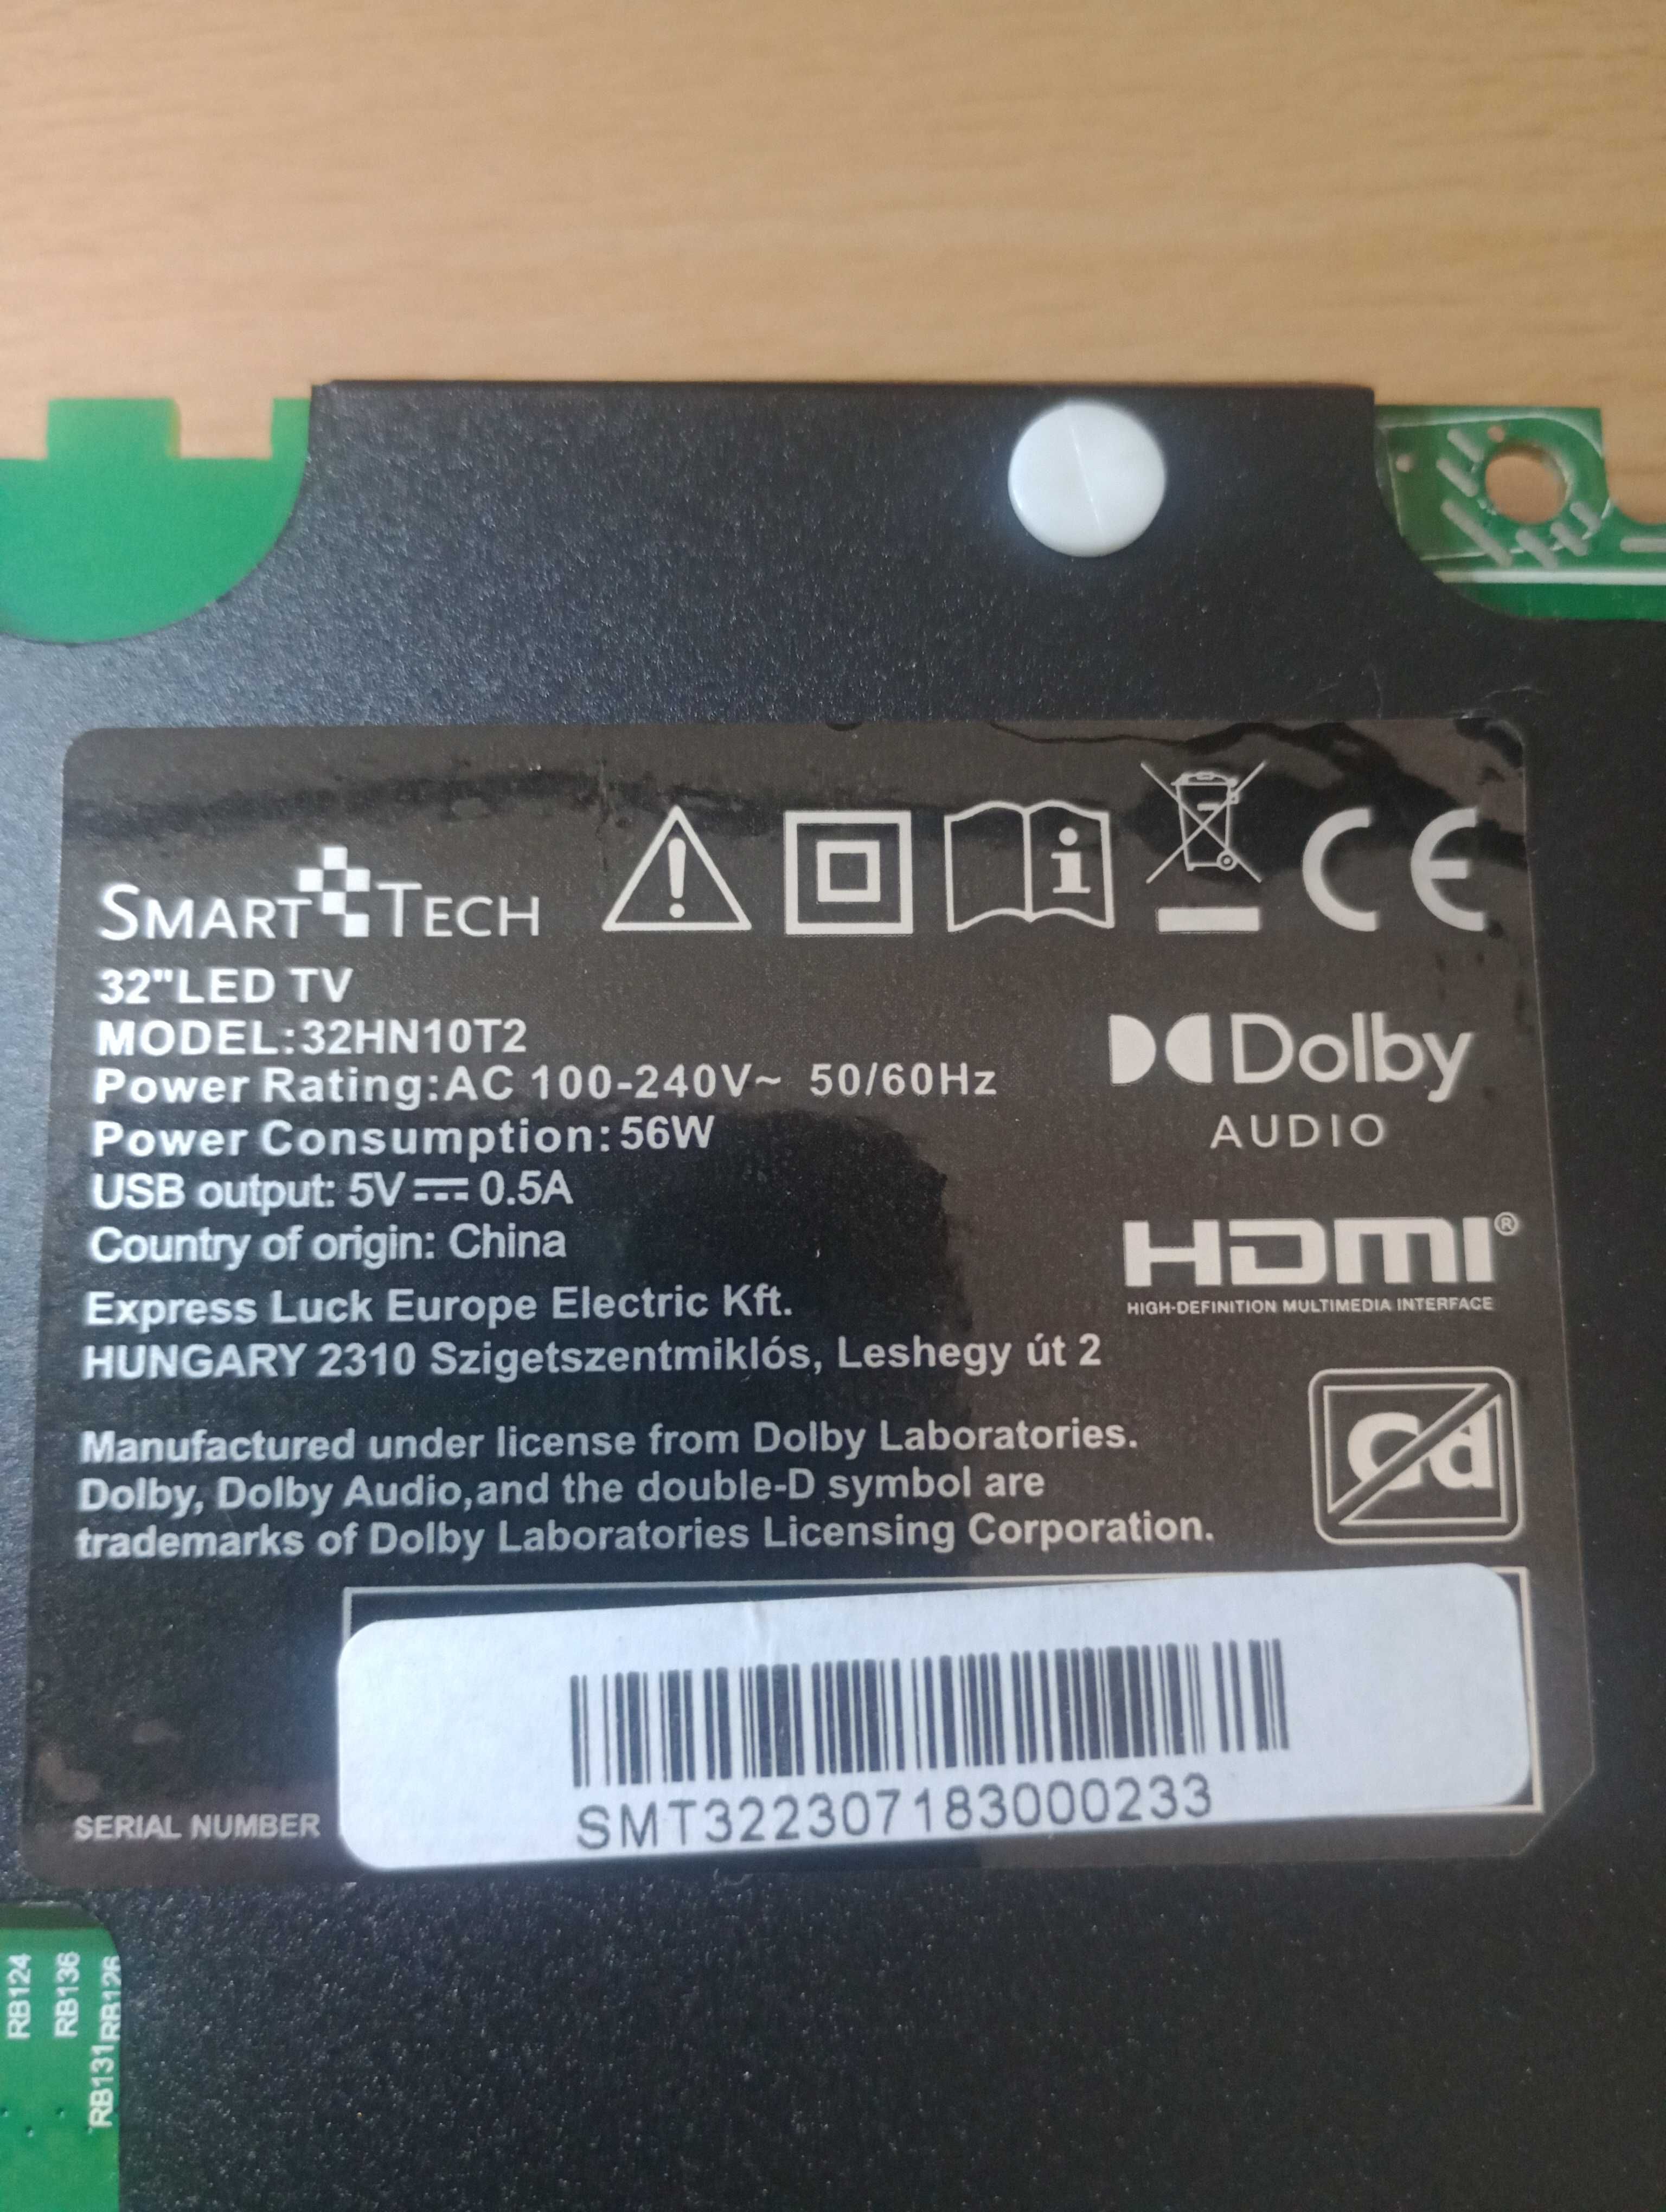 SMART TECH
32"LED TV
MODEL:32HN10T2
Power Rating:AC 100-240V~ 50/60Hz
Power Consumption:56W
USB output: 5V⎓0.5A
Country of origin: China
Express Luck Europe Electric Kft.
HUNGARY 2310 Szigetszentmiklós, Leshegy út 2
CE
Dolby
AUDIO
HDMI®
HIGH-DEFINITION MULTIMEDIA INTERFACE
Cd
Manufactured under license from Dolby Laboratories.
Dolby, Dolby Audio,and the double-D symbol are
trademarks of Dolby Laboratories Licensing Corporation.
SERIAL NUMBER
SMT322307183000233
RB124
RB136
RB131 RB126